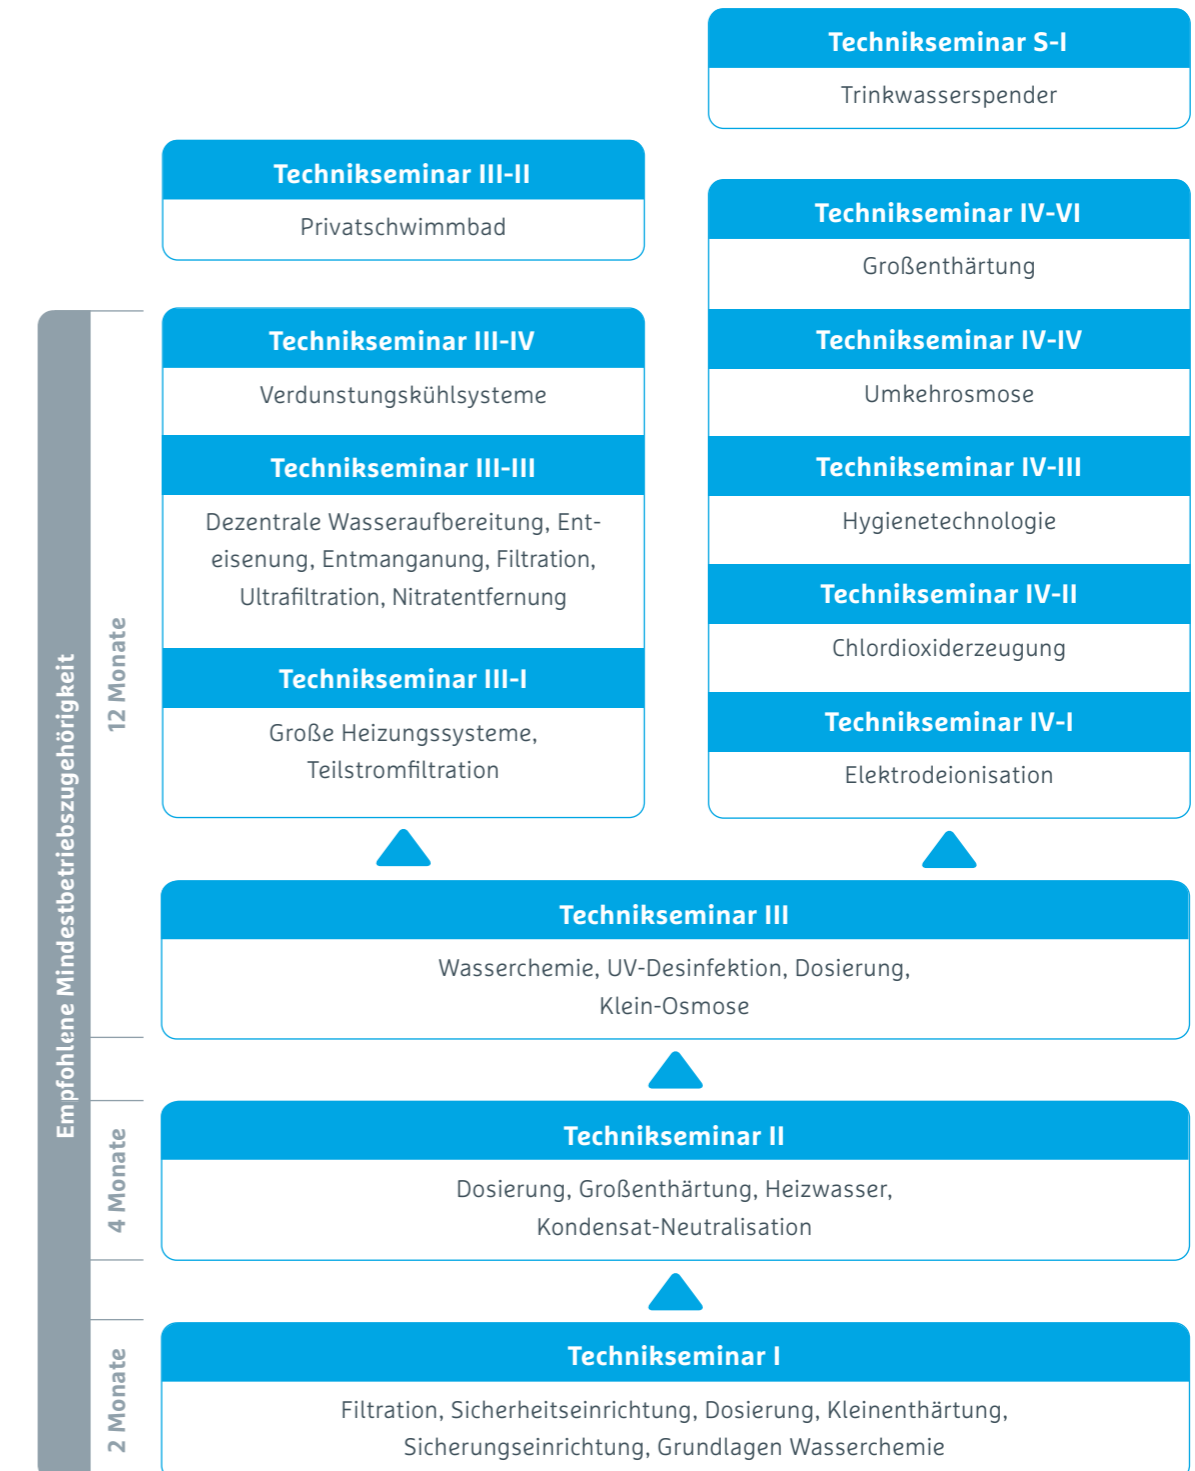 Technikseminar S-I
Trinkwasserspender
Technikseminar III-II
Privatschwimmbad
Technikseminar IV-VI
Großenthärtung
Technikseminar IV-IV
Umkehrosmose
Technikseminar IV-III
Hygienetechnologie
Technikseminar IV-II
Chlordioxiderzeugung
Technikseminar IV-I
Elektrodeionisation
Technikseminar III-IV
Verdunstungskühlsysteme
Technikseminar III-III
Dezentrale Wasseraufbereitung, Ent-
eisenung, Entmanganung, Filtration,
Ultrafiltration, Nitratentfernung
Technikseminar III-I
Große Heizungssysteme,
Teilstromfiltration
Empfohlene Mindestbetriebszugehörigkeit
12 Monate
Technikseminar III
Wasserchemie, UV-Desinfektion, Dosierung,
Klein-Osmose
4 Monate
Technikseminar II
Dosierung, Großenthärtung, Heizwasser,
Kondensat-Neutralisation
2 Monate
Technikseminar I
Filtration, Sicherheitseinrichtung, Dosierung, Kleinenthärtung,
Sicherungseinrichtung, Grundlagen Wasserchemie